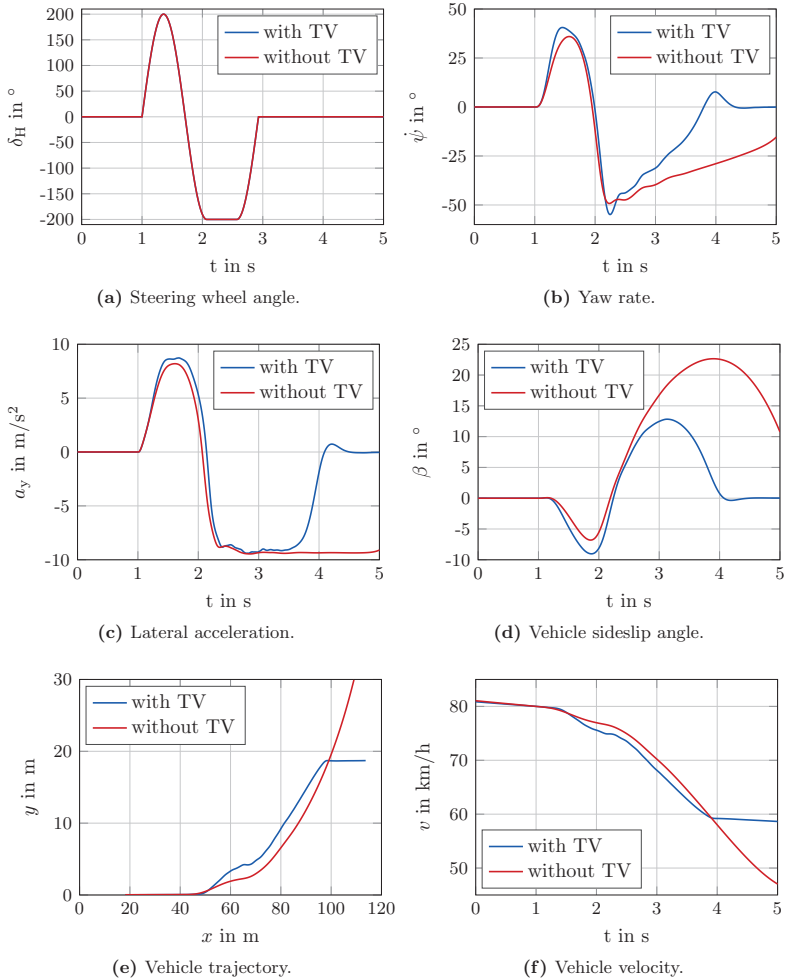 200
150
100
50
0
-50
-100
-150
-200
δH in °
with TV
without TV
0 1 2 3 4 5
t in s
(a) Steering wheel angle.
50
25
0
-25
-50
ψ̇ in °
with TV
without TV
0 1 2 3 4 5
t in s
(b) Yaw rate.
10
5
0
-5
-10
ay in m/s²
with TV
without TV
0 1 2 3 4 5
t in s
(c) Lateral acceleration.
25
20
15
10
5
0
-5
-10
β in °
with TV
without TV
0 1 2 3 4 5
t in s
(d) Vehicle sideslip angle.
30
20
10
0
y in m
with TV
without TV
0 20 40 60 80 100 120
x in m
(e) Vehicle trajectory.
80
70
60
50
v in km/h
with TV
without TV
0 1 2 3 4 5
t in s
(f) Vehicle velocity.